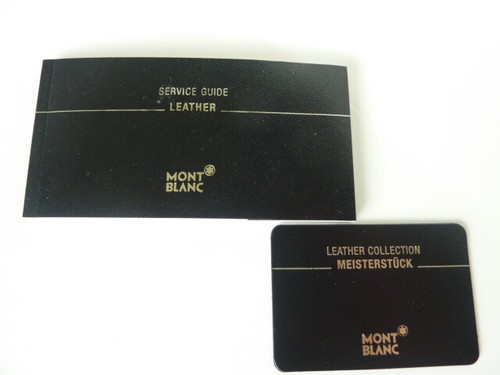 SERVICE GUIDE
LEATHER
MONT
BLANC
LEATHER COLLECTION
MEISTERSTÜCK
MONT
BLANC